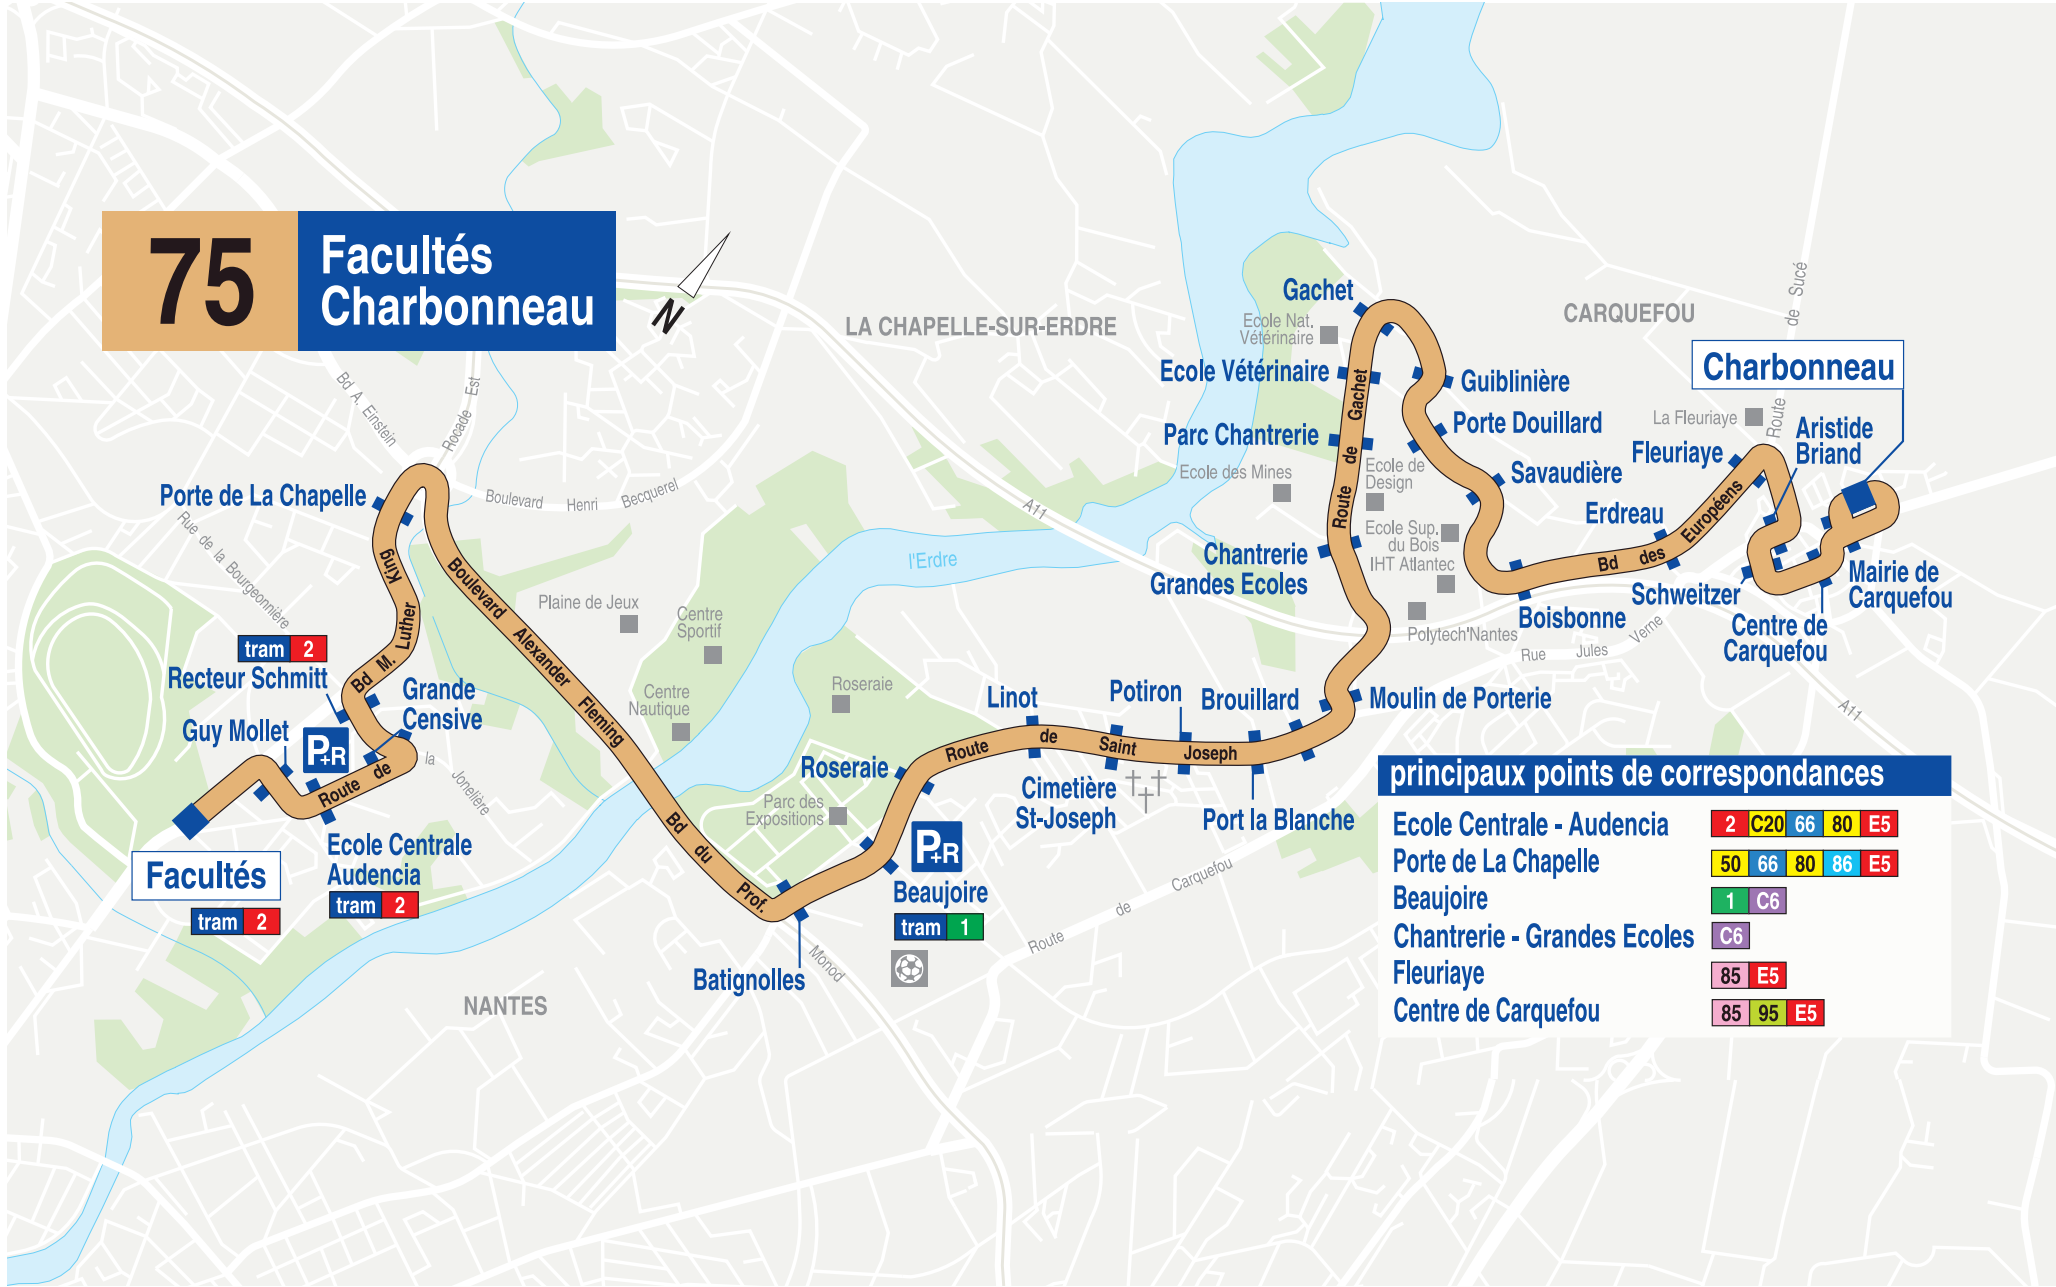 75
Facultés
Charbonneau
N
LA CHAPELLE-SUR-ERDRE
CARQUEFOU
NANTES
l'Erdre
Bd A. Einstein
Rocade Est
Boulevard Henri Becquerel
Rue de la Bourgeonnière
la Jonelière
A11
A11
Route de Sucé
Rue Jules Verne
Route de Carquefou
Monod
Facultés
tram 2
Guy Mollet
P+R
Ecole Centrale
Audencia
tram 2
Route de
Grande
Censive
tram 2
Recteur Schmitt
Bd M. Luther King
Porte de La Chapelle
Boulevard Alexander Fleming
Plaine de Jeux
Centre
Sportif
Centre
Nautique
Bd du Prof.
Batignolles
Parc des
Expositions
Roseraie
P+R
Beaujoire
tram 1
Roseraie
Route de Saint Joseph
Linot
Cimetière
St-Joseph
Potiron
Port la Blanche
Brouillard
Moulin de Porterie
Chantrerie
Grandes Ecoles
Route de Gachet
Ecole des Mines
Parc Chantrerie
Ecole Vétérinaire
Ecole Nat.
Vétérinaire
Gachet
Guiblinière
Porte Douillard
Savaudière
Ecole de
Design
Ecole Sup.
du Bois
IHT Atlantec
Polytech'Nantes
Boisbonne
Bd des Européens
Erdreau
Fleuriaye
La Fleuriaye
Aristide
Briand
Schweitzer
Centre de
Carquefou
Mairie de
Carquefou
Charbonneau
principaux points de correspondances
Ecole Centrale - Audencia 2 C20 66 80 E5
Porte de La Chapelle 50 66 80 86 E5
Beaujoire 1 C6
Chantrerie - Grandes Ecoles C6
Fleuriaye 85 E5
Centre de Carquefou 85 95 E5